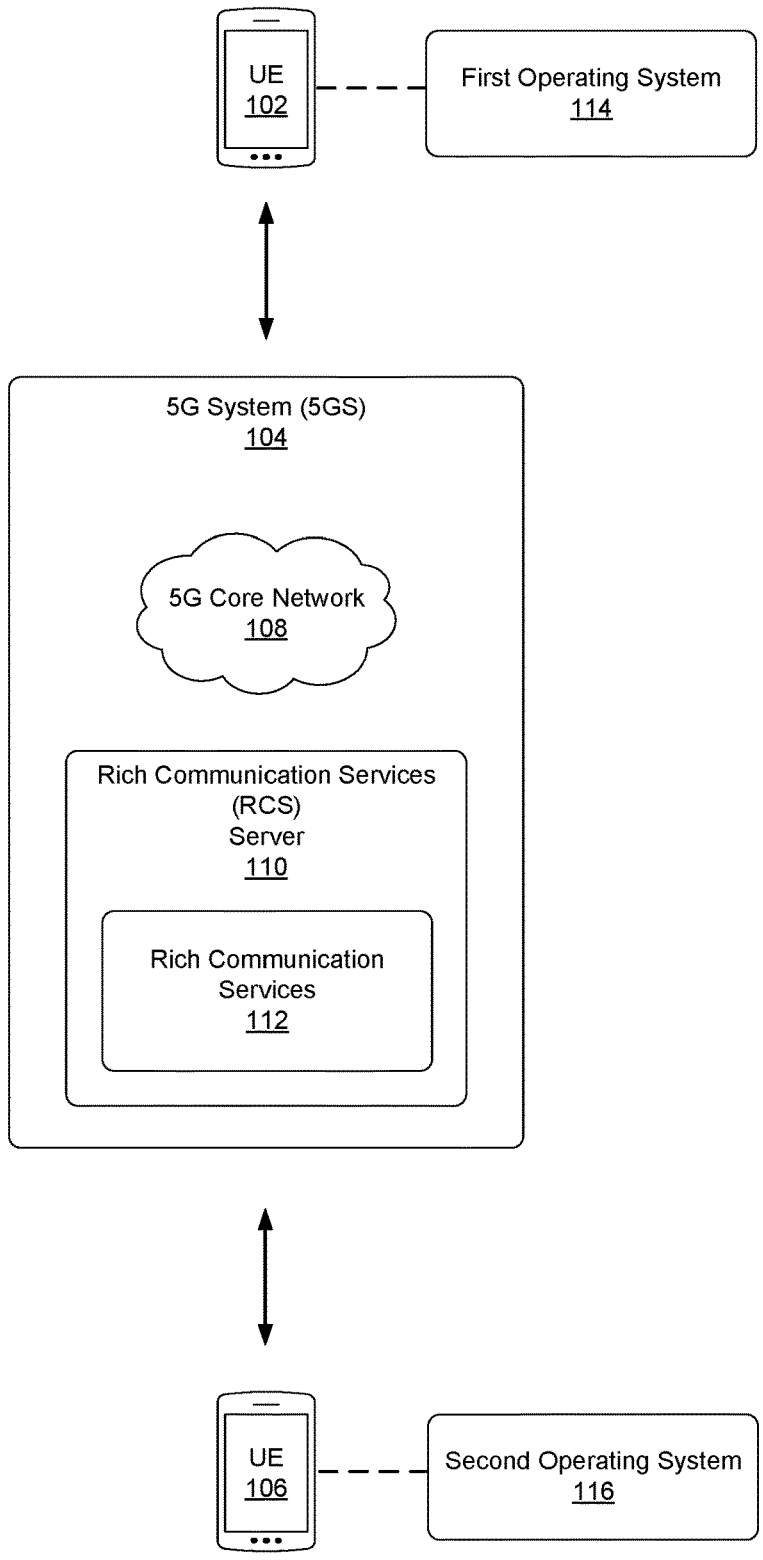 UE
102
First Operating System
114
5G System (5GS)
104
5G Core Network
108
Rich Communication Services
(RCS)
Server
110
Rich Communication
Services
112
UE
106
Second Operating System
116